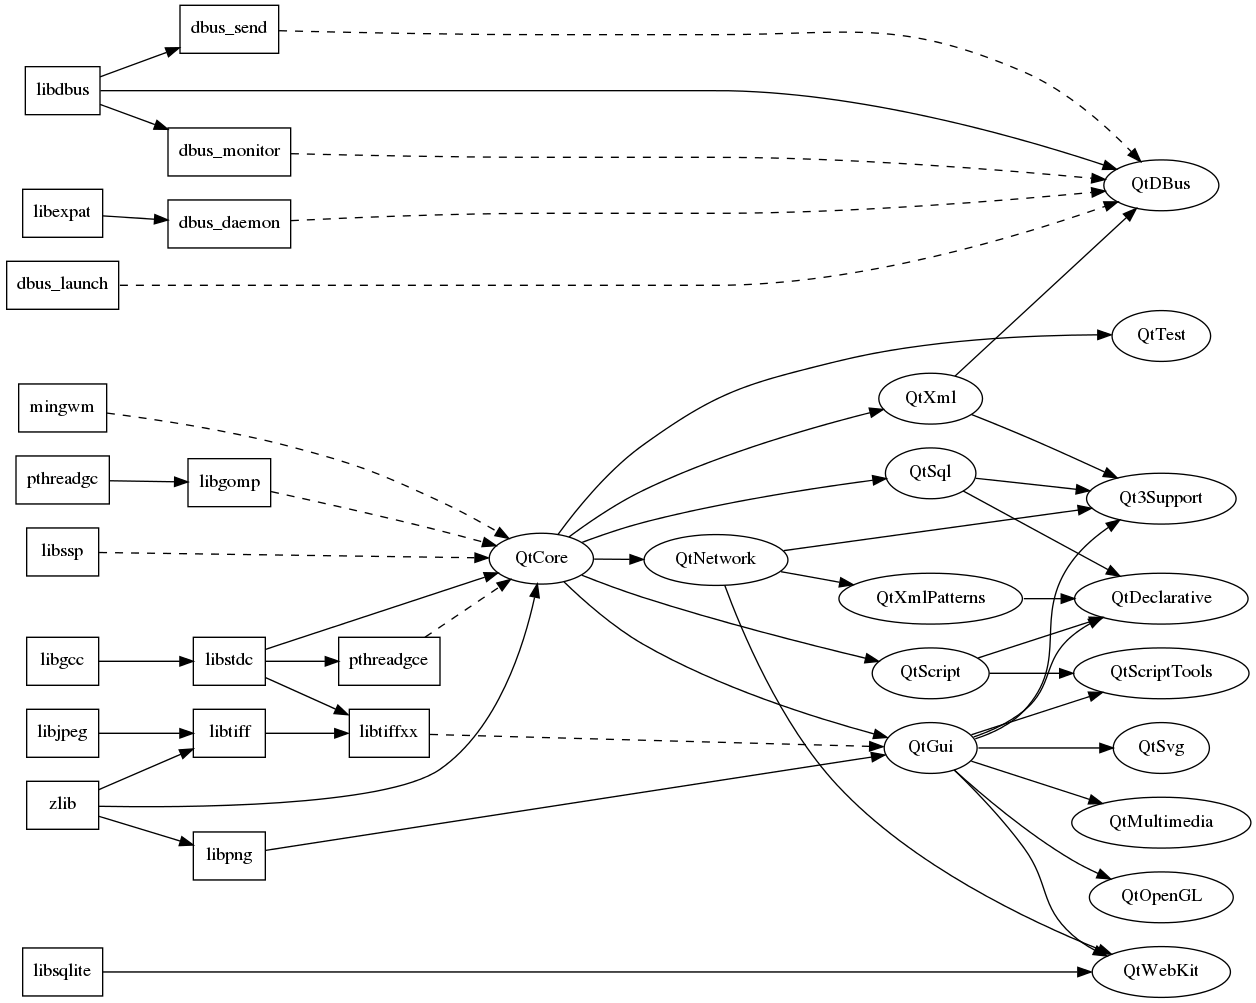 dbus_send
libdbus
dbus_monitor
QtDBus
libexpat
dbus_daemon
dbus_launch
QtTest
mingwm
QtXml
pthreadgc
libgomp
QtSql
Qt3Support
libssp
QtCore
QtNetwork
QtXmlPatterns
QtDeclarative
libgcc
libstdc
pthreadgce
QtScript
QtScriptTools
libjpeg
libtiff
libtiffxx
QtGui
QtSvg
zlib
QtMultimedia
libpng
QtOpenGL
libsqlite
QtWebKit